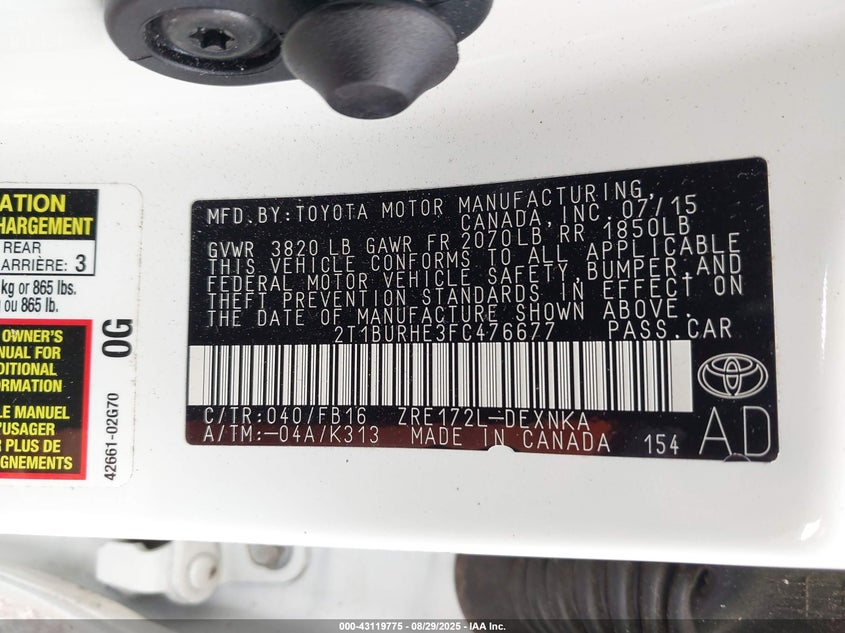 ATION
HARGEMENT
REAR
ARRIÈRE: 3
kg or 865 lbs.
ou 865 lb.
OWNER'S
NUAL FOR
DITIONAL
ORMATION
LE MANUEL
'USAGER
R PLUS DE
IGNEMENTS
0G
42661-02G70
MFD.BY:TOYOTA MOTOR MANUFACTURING,
CANADA,INC.07/15
GVWR 3820 LB GAWR FR 2070LB RR 1850LB
THIS VEHICLE CONFORMS TO ALL APPLICABLE
FEDERAL MOTOR VEHICLE SAFETY,BUMPER,AND
THEFT PREVENTION STANDARDS IN EFFECT ON
THE DATE OF MANUFACTURE SHOWN ABOVE.
2T1BURHE3FC476677 PASS.CAR
C/TR:040/FB16 ZRE172L-DEXNKA
A/TM:-04A/K313 MADE IN CANADA 154
AD
000-43119775 - 08/29/2025 - IAA Inc.